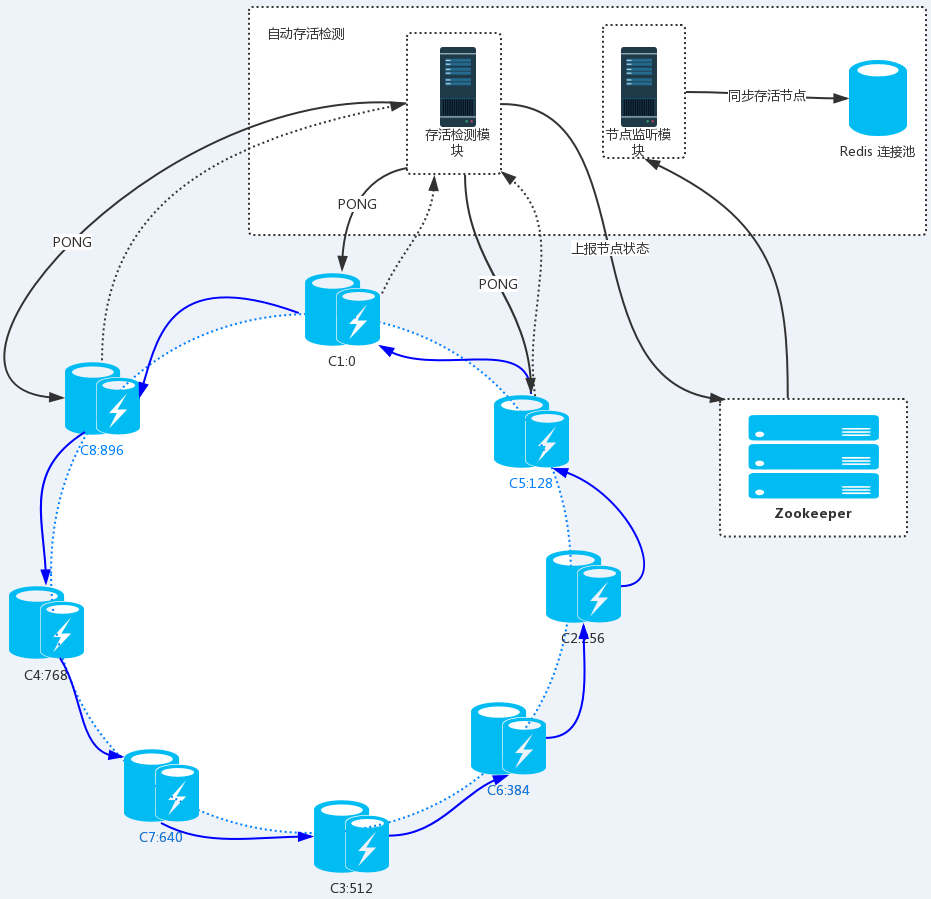 自动存活检测
存活检测模
块
节点监听模
块
同步存活节点
Redis 连接池
PONG
PONG
PONG
上报节点状态
C1:0
C8:896
C5:128
Zookeeper
C2:256
C4:768
C6:384
C7:640
C3:512